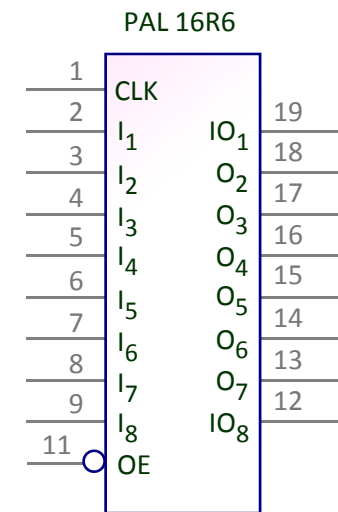 PAL 16R6
1 CLK
2 I₁ IO₁ 19
3 I₂ O₂ 18
4 I₃ O₃ 17
5 I₄ O₄ 16
6 I₅ O₅ 15
7 I₆ O₆ 14
8 I₇ O₇ 13
9 I₈ IO₈ 12
11 OE